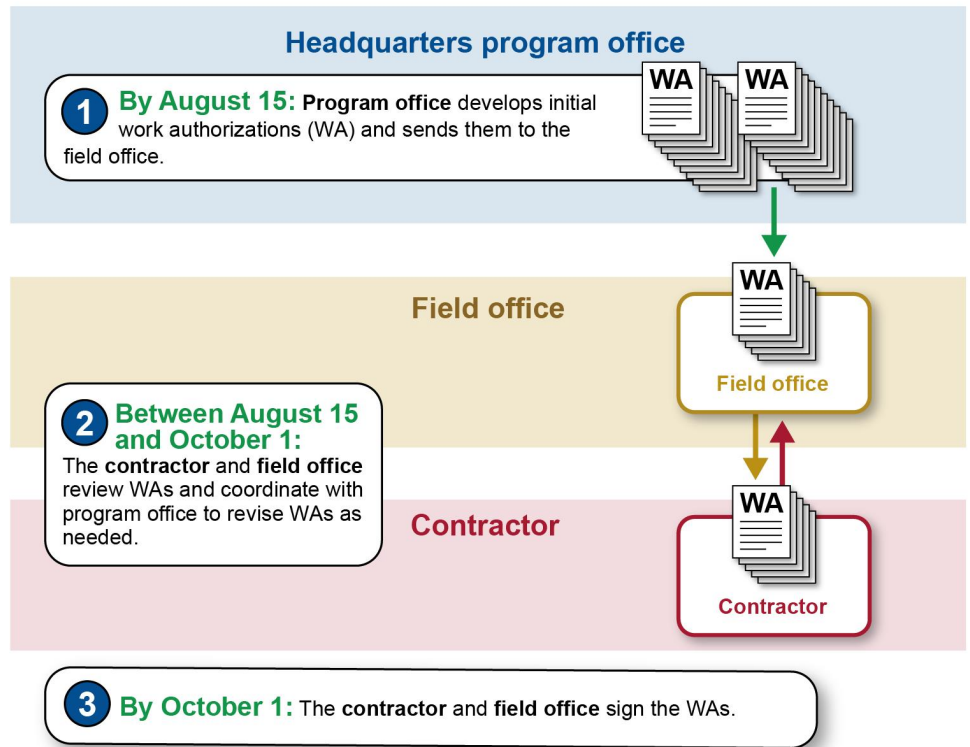 Headquarters program office
1 By August 15: Program office develops initial
work authorizations (WA) and sends them to the
field office.
WA WA
WA
Field office
Field office
2 Between August 15
and October 1:
The contractor and field office
review WAs and coordinate with
program office to revise WAs as
needed.
WA
Contractor
Contractor
3 By October 1: The contractor and field office sign the WAs.